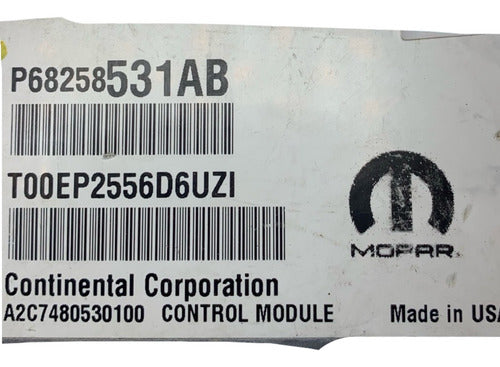 P68258531AB
T00EP2556D6UZI
MOPAR
Continental Corporation
A2C7480530100 CONTROL MODULE Made in USA